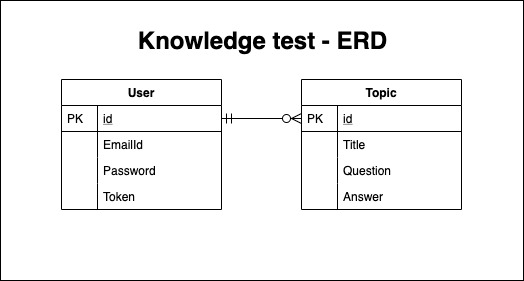 Knowledge test - ERD
User
PK id
EmailId
Password
Token
Topic
PK id
Title
Question
Answer